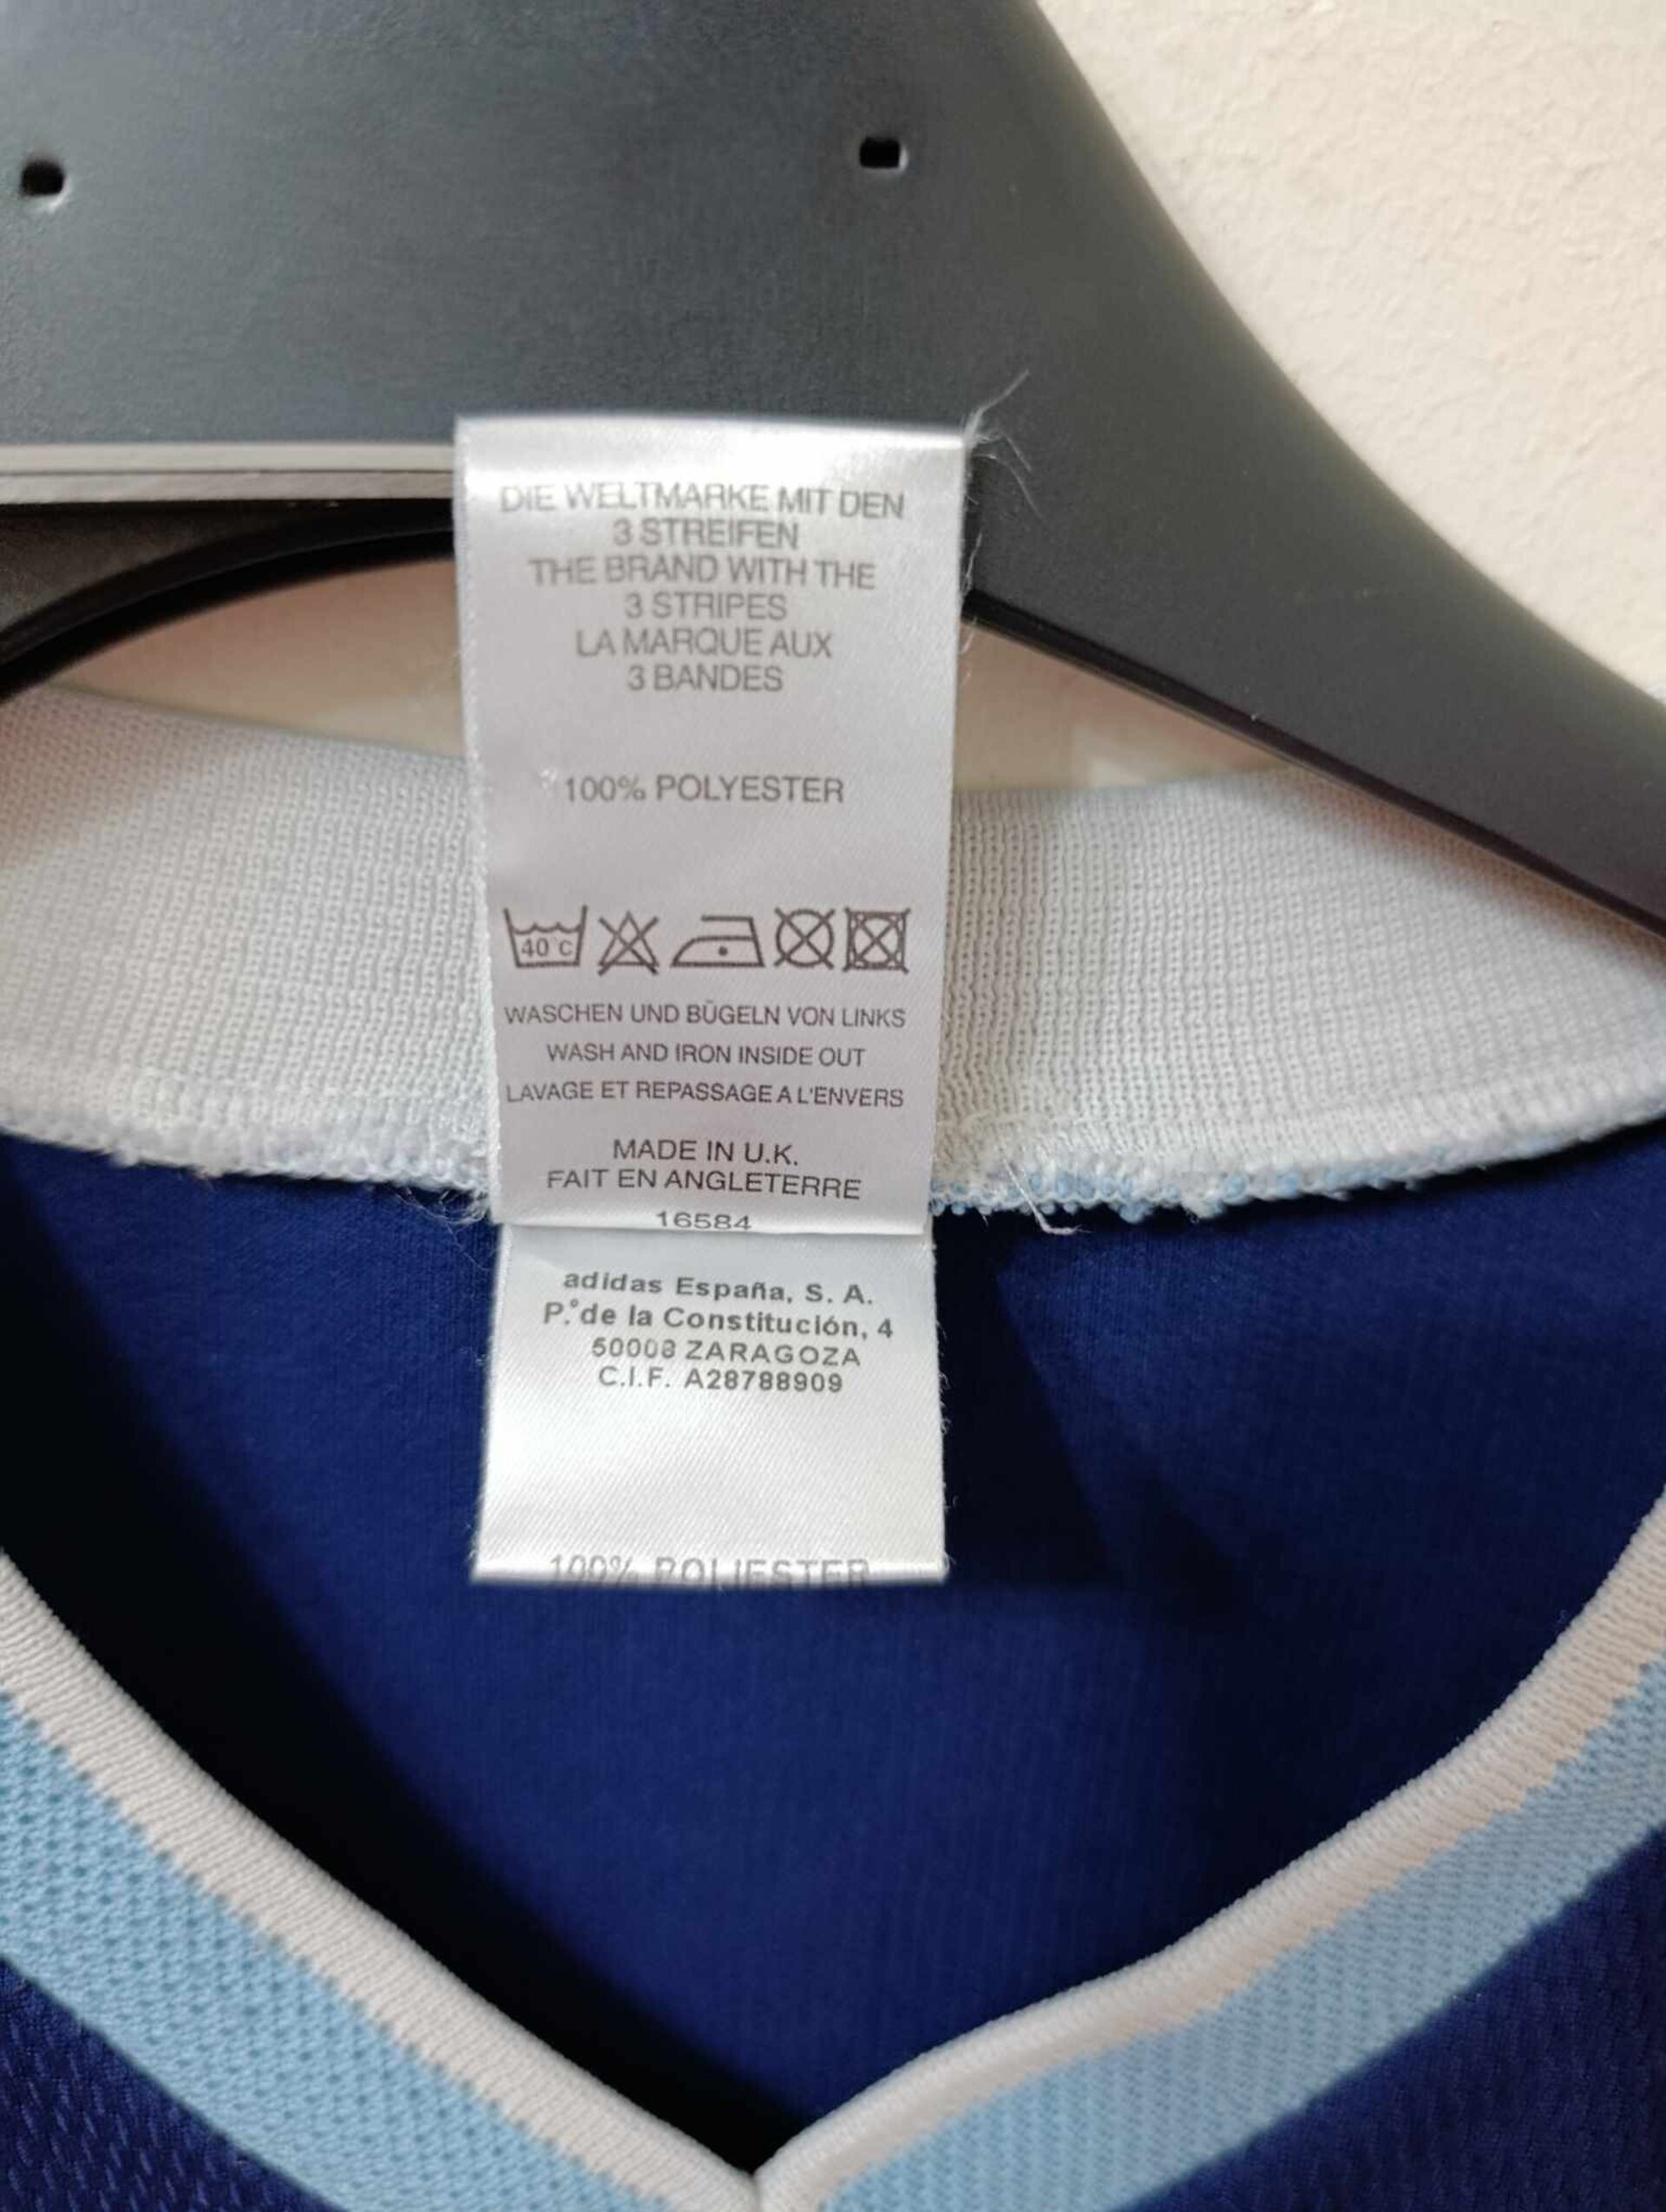 DIE WELTMARKE MIT DEN
3 STREIFEN
THE BRAND WITH THE
3 STRIPES
LA MARQUE AUX
3 BANDES
100% POLYESTER
40°C
WASCHEN UND BÜGELN VON LINKS
WASH AND IRON INSIDE OUT
LAVAGE ET REPASSAGE A L'ENVERS
MADE IN U.K.
FAIT EN ANGLETERRE
16584
adidas España, S. A.
P.º de la Constitución, 4
50008 ZARAGOZA
C.I.F. A28788909
100% POLIESTER